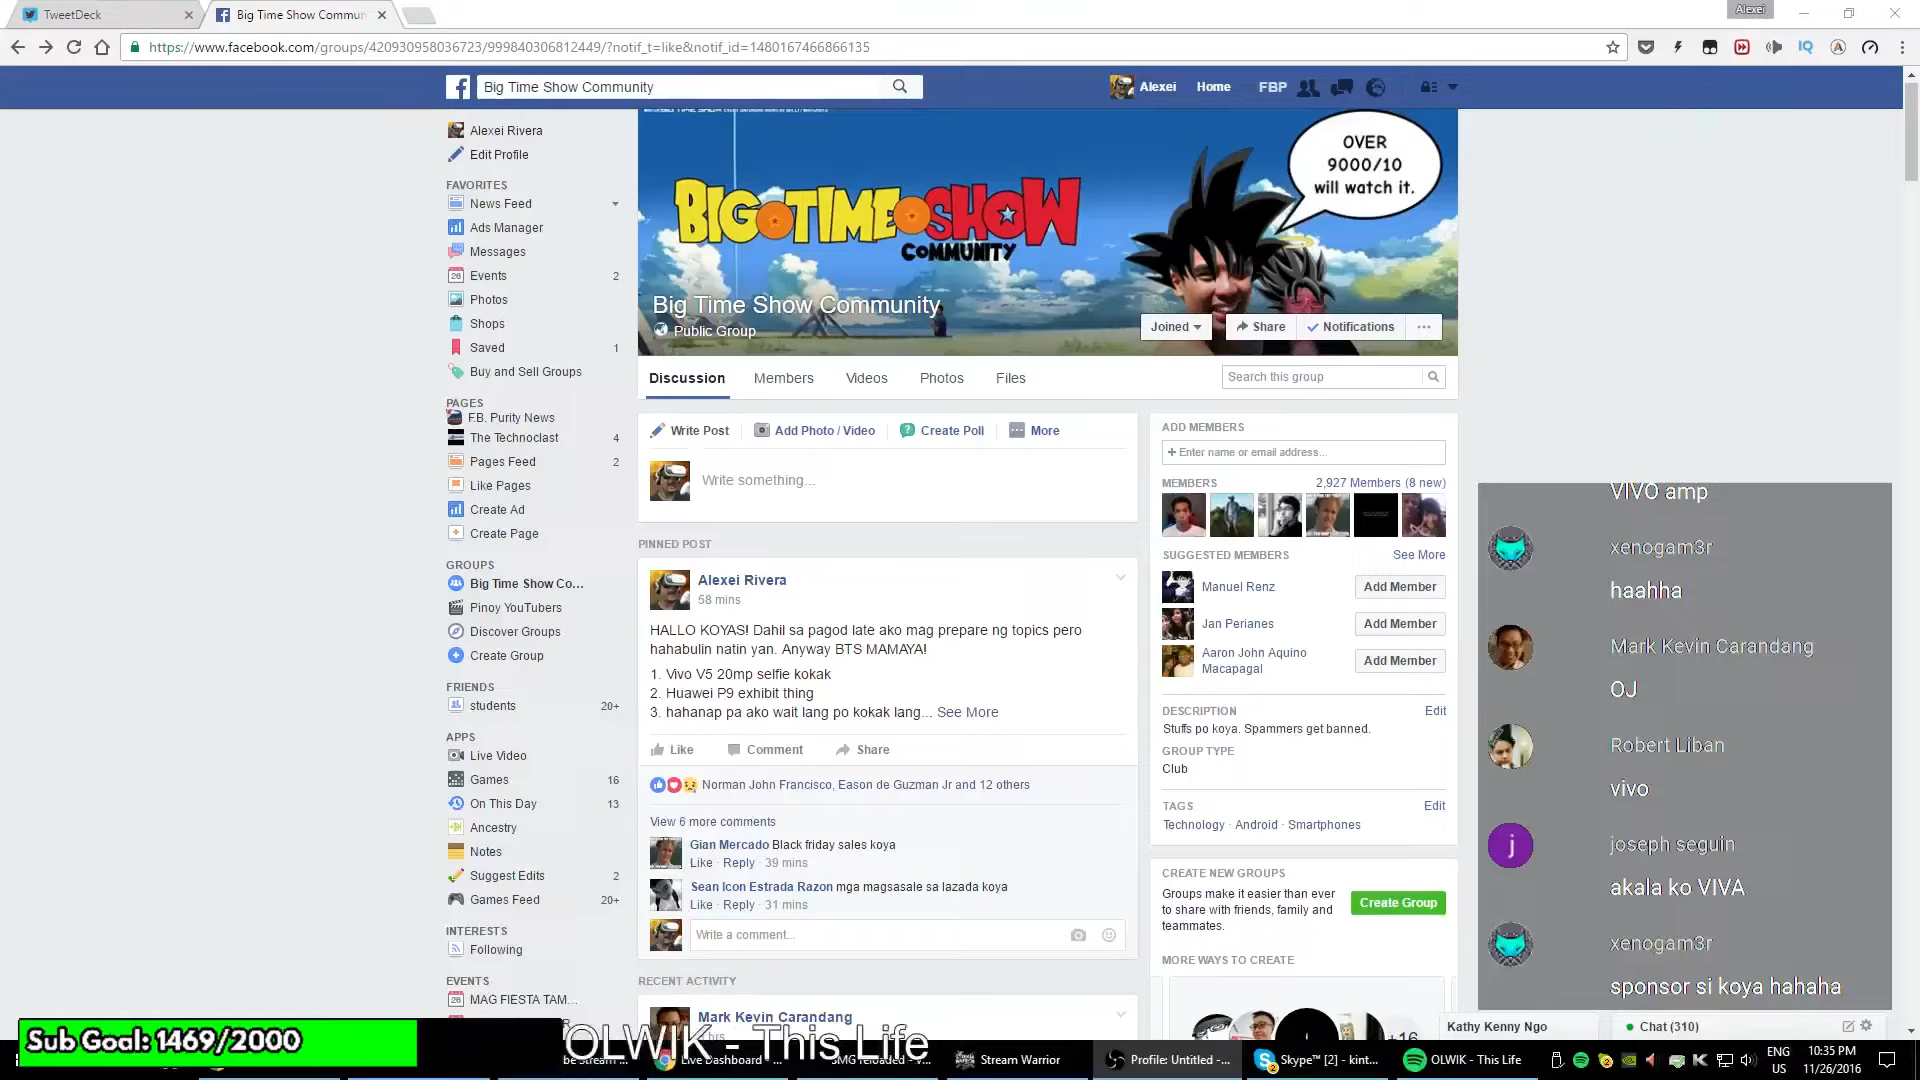 TweetDeck
Big Time Show Commun
Alexei
https://www.facebook.com/groups/420930958036723/999840306812449/?notif_t=like&notif_id=1480167466866135
Big Time Show Community
Alexei
Home
FBP
Alexei Rivera
Edit Profile
FAVORITES
News Feed
Ads Manager
Messages
Events 2
Photos
Shops
Saved 1
Buy and Sell Groups
PAGES
F.B. Purity News
The Technoclast 4
Pages Feed 2
Like Pages
Create Ad
Create Page
GROUPS
Big Time Show Co...
Pinoy YouTubers
Discover Groups
Create Group
FRIENDS
students 20+
APPS
Live Video
Games 16
On This Day 13
Ancestry
Notes
Suggest Edits 2
Games Feed 20+
INTERESTS
Following
EVENTS
MAG FIESTA TAM...
OVER
9000/10
will watch it.
BIG TIME SHOW
COMMUNITY
Big Time Show Community
Public Group
Joined
Share
Notifications
Discussion
Members
Videos
Photos
Files
Search this group
Write Post
Add Photo / Video
Create Poll
More
Write something...
PINNED POST
Alexei Rivera
58 mins
HALLO KOYAS! Dahil sa pagod late ako mag prepare ng topics pero
hahabulin natin yan. Anyway BTS MAMAYA!
1. Vivo V5 20mp selfie kokak
2. Huawei P9 exhibit thing
3. hahanap pa ako wait lang po kokak lang... See More
Like
Comment
Share
Norman John Francisco, Eason de Guzman Jr and 12 others
View 6 more comments
Gian Mercado Black friday sales koya
Like · Reply · 39 mins
Sean Icon Estrada Razon mga magsasale sa lazada koya
Like · Reply · 31 mins
Write a comment...
RECENT ACTIVITY
Mark Kevin Carandang
ADD MEMBERS
+ Enter name or email address...
MEMBERS
2,927 Members (8 new)
SUGGESTED MEMBERS
See More
Manuel Renz
Add Member
Jan Perianes
Add Member
Aaron John Aquino
Macapagal
Add Member
DESCRIPTION
Edit
Stuffs po koya. Spammers get banned.
GROUP TYPE
Club
TAGS
Edit
Technology · Android · Smartphones
CREATE NEW GROUPS
Groups make it easier than ever
to share with friends, family and
teammates.
Create Group
MORE WAYS TO CREATE
+16
VIVO amp
xenogam3r
haahha
Mark Kevin Carandang
OJ
Robert Liban
vivo
j
joseph seguin
akala ko VIVA
xenogam3r
sponsor si koya hahaha
Kathy Kenny Ngo
Chat (310)
Sub Goal: 1469/2000
OLWIK - This Life
be Stream ...
Live Dashboard - ...
SMG reloaded - v...
Stream Warrior
Profile: Untitled -...
Skype™ [2] - kint...
OLWIK - This Life
ENG
US
10:35 PM
11/26/2016